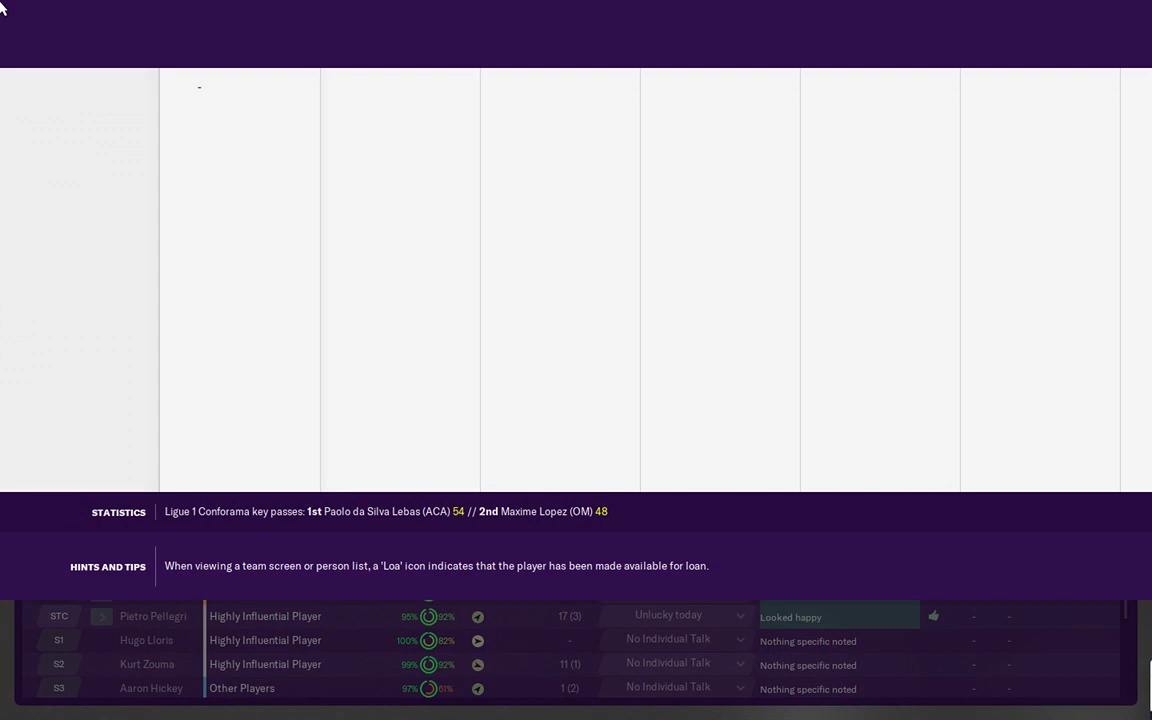 -
STATISTICS Ligue 1 Conforama key passes: 1st Paolo da Silva Lebas (ACA) 54 // 2nd Maxime Lopez (OM) 48
HINTS AND TIPS When viewing a team screen or person list, a 'Loa' icon indicates that the player has been made available for loan.
STC > Pietro Pellegri Highly Influential Player 95% 92% 17 (3) Unlucky today Looked happy - -
S1 Hugo Lloris Highly Influential Player 100% 82% - No Individual Talk Nothing specific noted
S2 Kurt Zouma Highly Influential Player 99% 92% 11 (1) No Individual Talk Nothing specific noted - -
S3 Aaron Hickey Other Players 97% 61% 1 (2) No Individual Talk Nothing specific noted - -